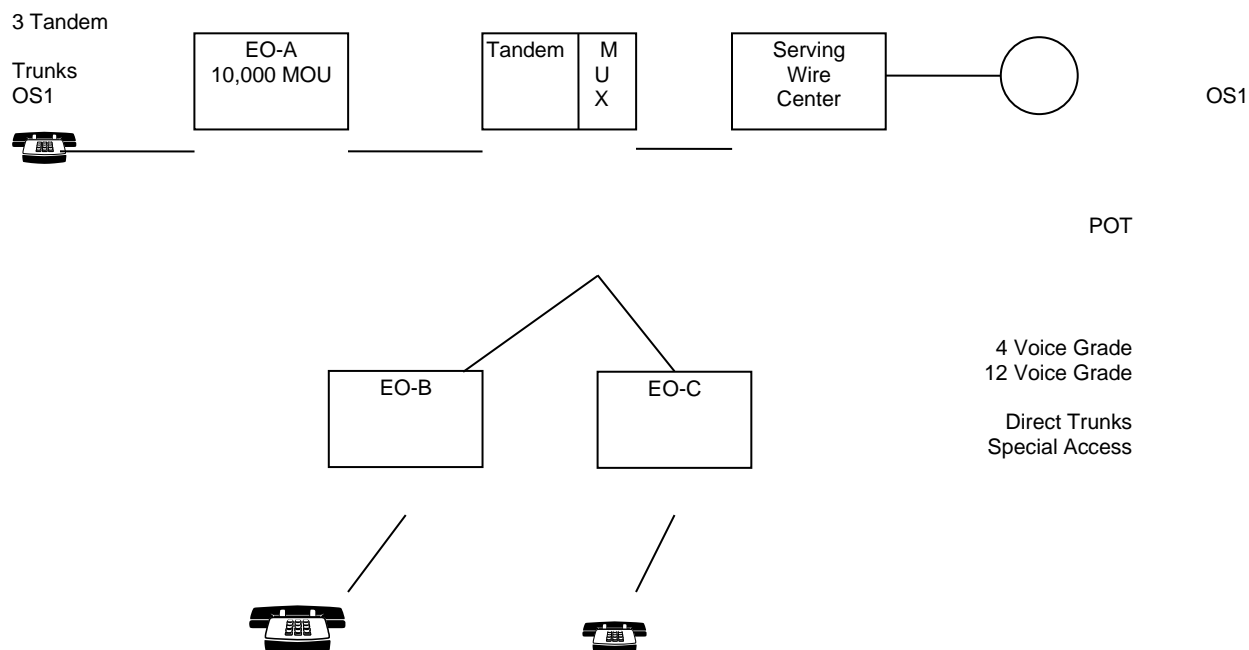 3 Tandem
Trunks
OS1
EO-A
10,000 MOU
Tandem
M
U
X
Serving
Wire
Center
OS1
POT
4 Voice Grade
12 Voice Grade
EO-B
EO-C
Direct Trunks
Special Access